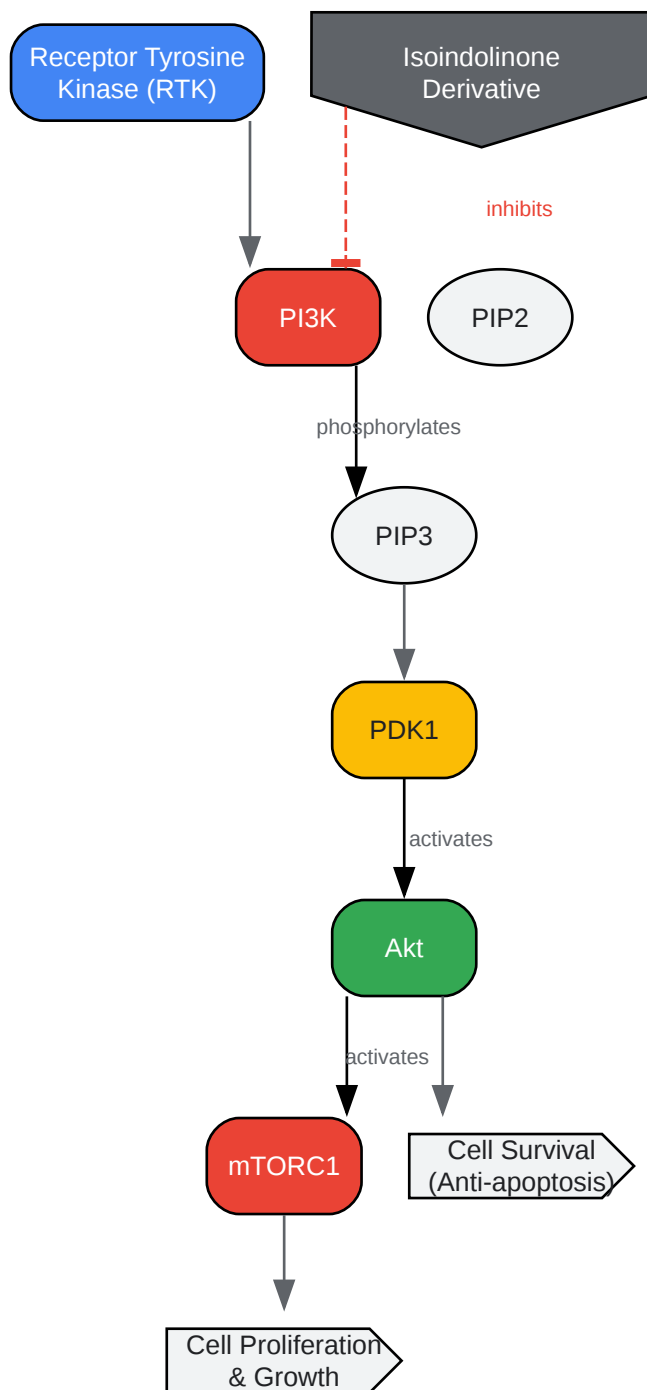 Receptor Tyrosine
Kinase (RTK)
Isoindolinone
Derivative
inhibits
PI3K
PIP2
phosphorylates
PIP3
PDK1
activates
Akt
activates
mTORC1
Cell Survival
(Anti-apoptosis)
Cell Proliferation
& Growth